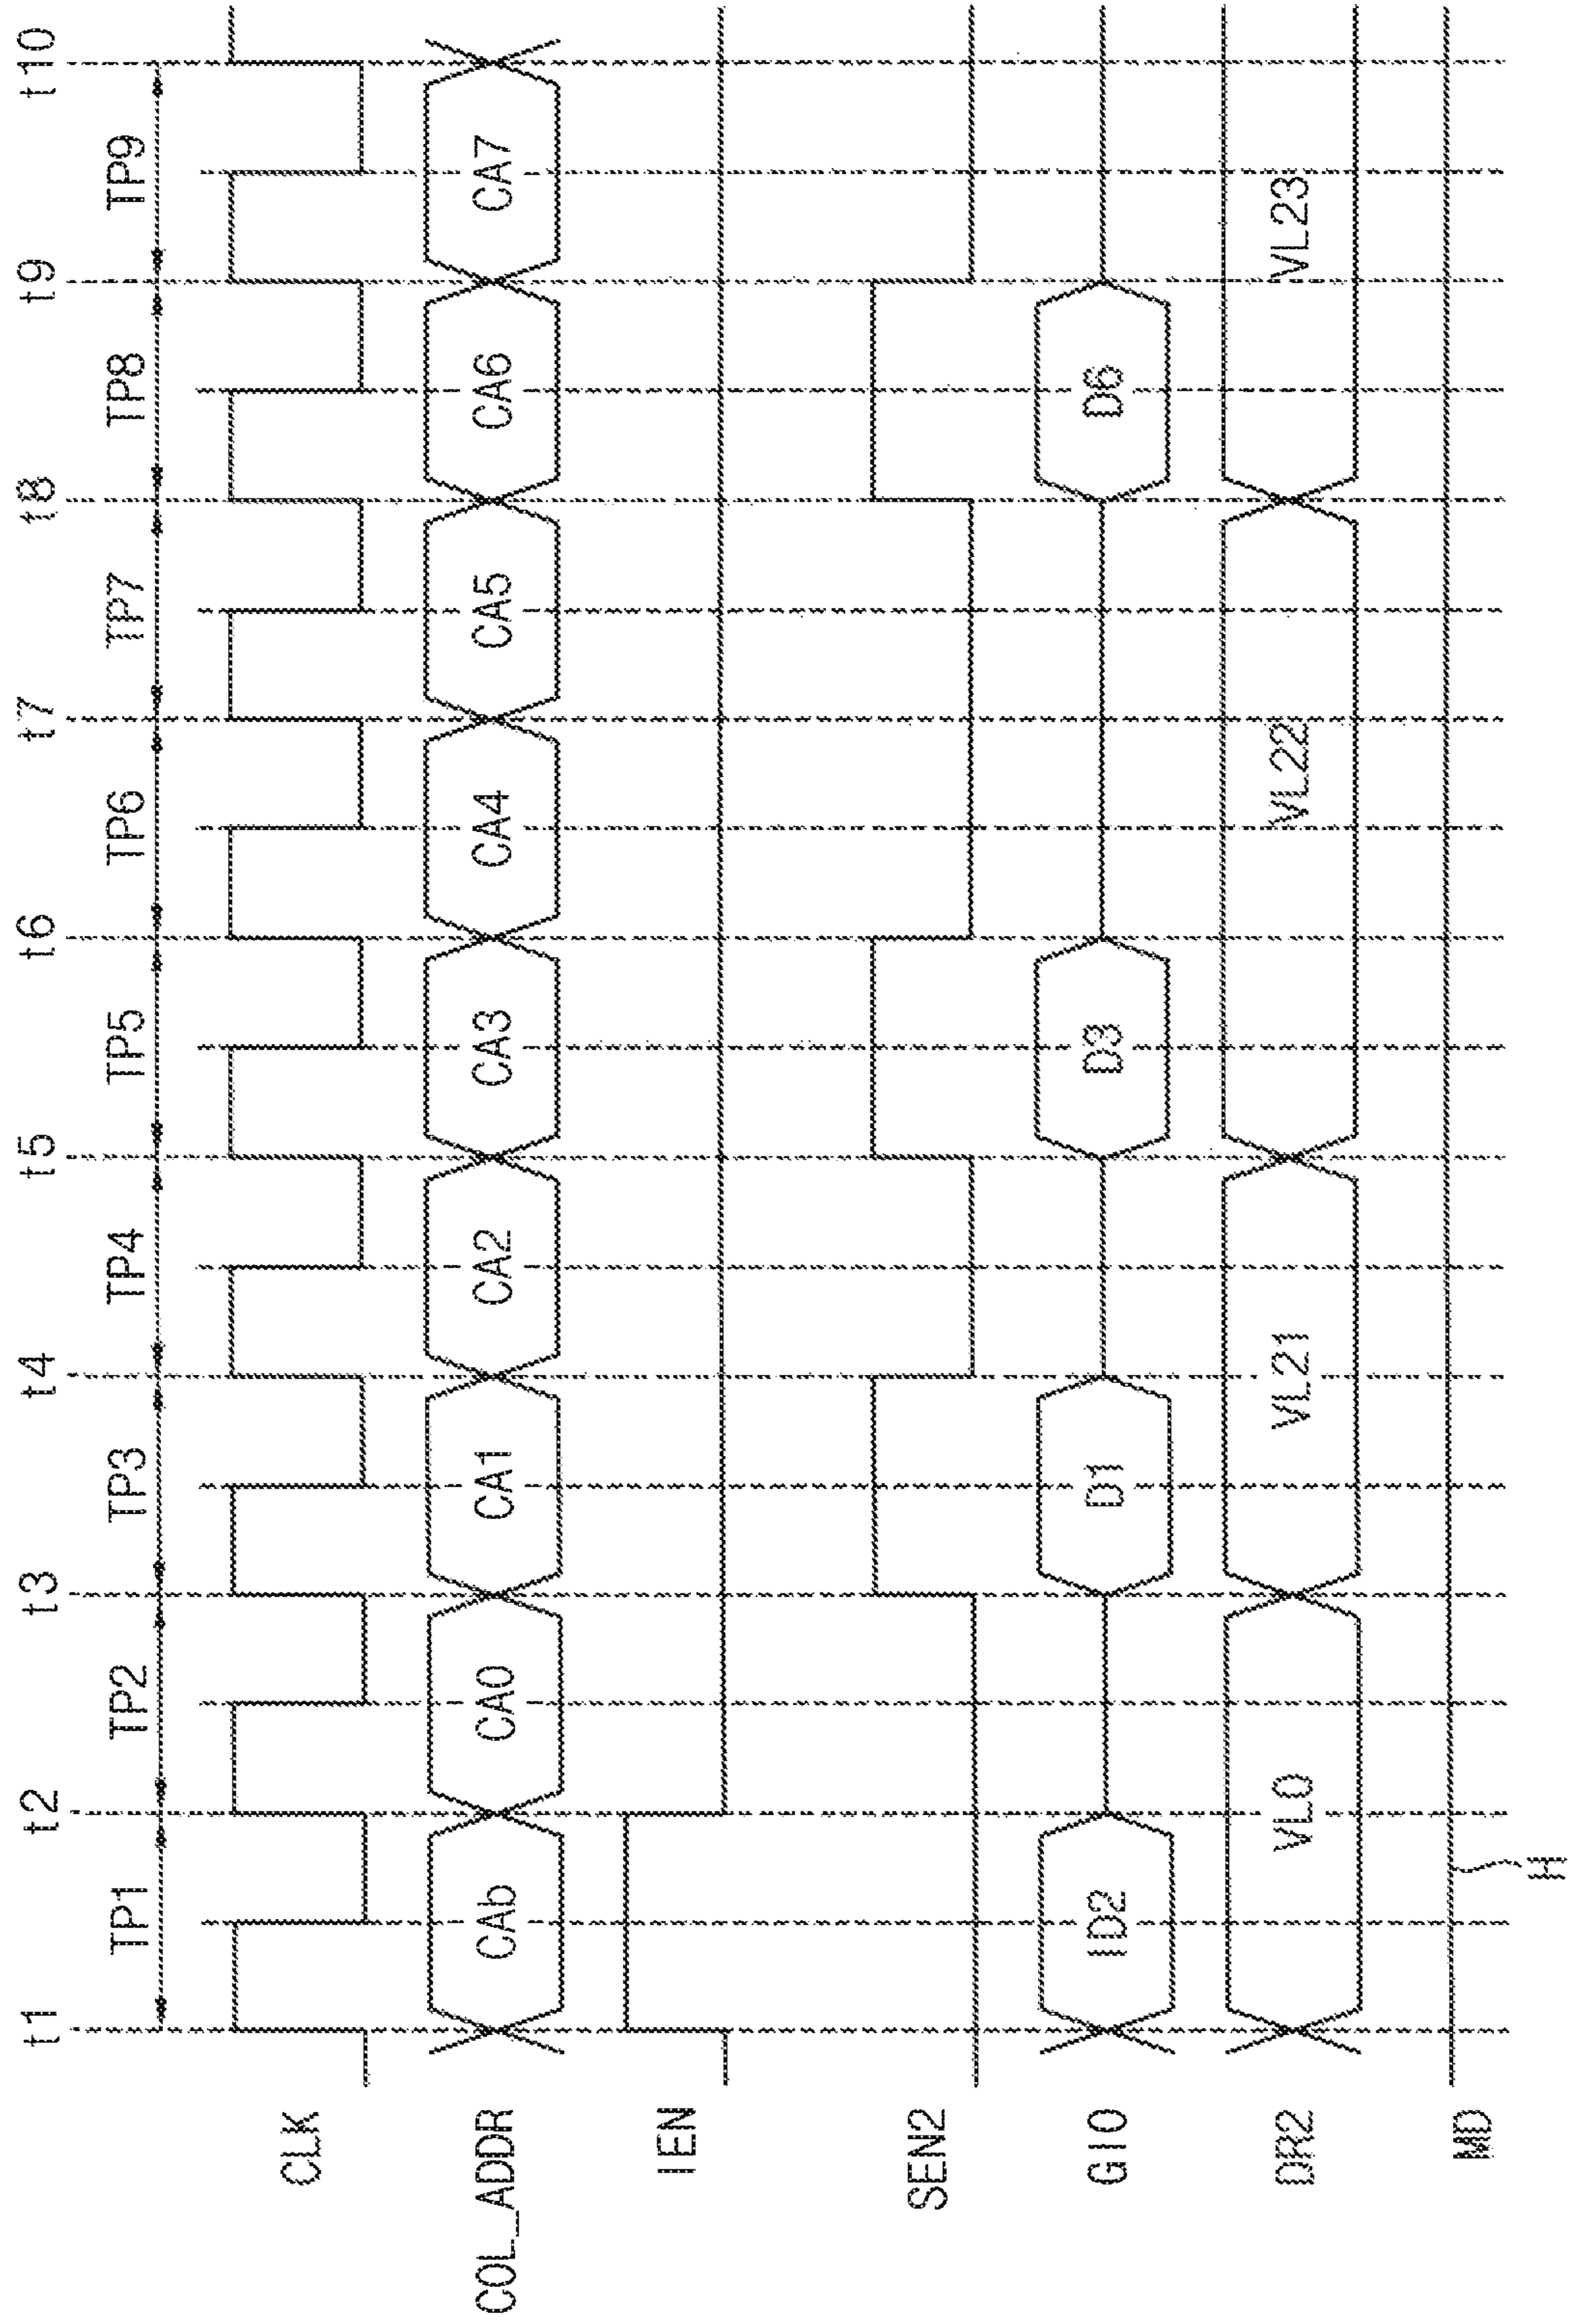 t1 t2 t3 t4 t5 t6 t7 t8 t9 t10
TP1 TP2 TP3 TP4 TP5 TP6 TP7 TP8 TP9
CLK
COL_ADDR CAb CA0 CA1 CA2 CA3 CA4 CA5 CA6 CA7
IEN
SEN2
GIO ID2 D1 D3 D6
DR2 VL0 VL21 VL22 VL23
MD
H